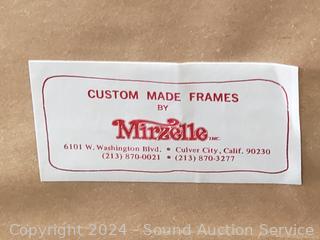 CUSTOM MADE FRAMES
BY
Mirzelle INC.
6101 W. Washington Blvd. • Culver City, Calif. 90230
(213) 870-0021 • (213) 870-3277
Copyright 2024 - Sound Auction Service